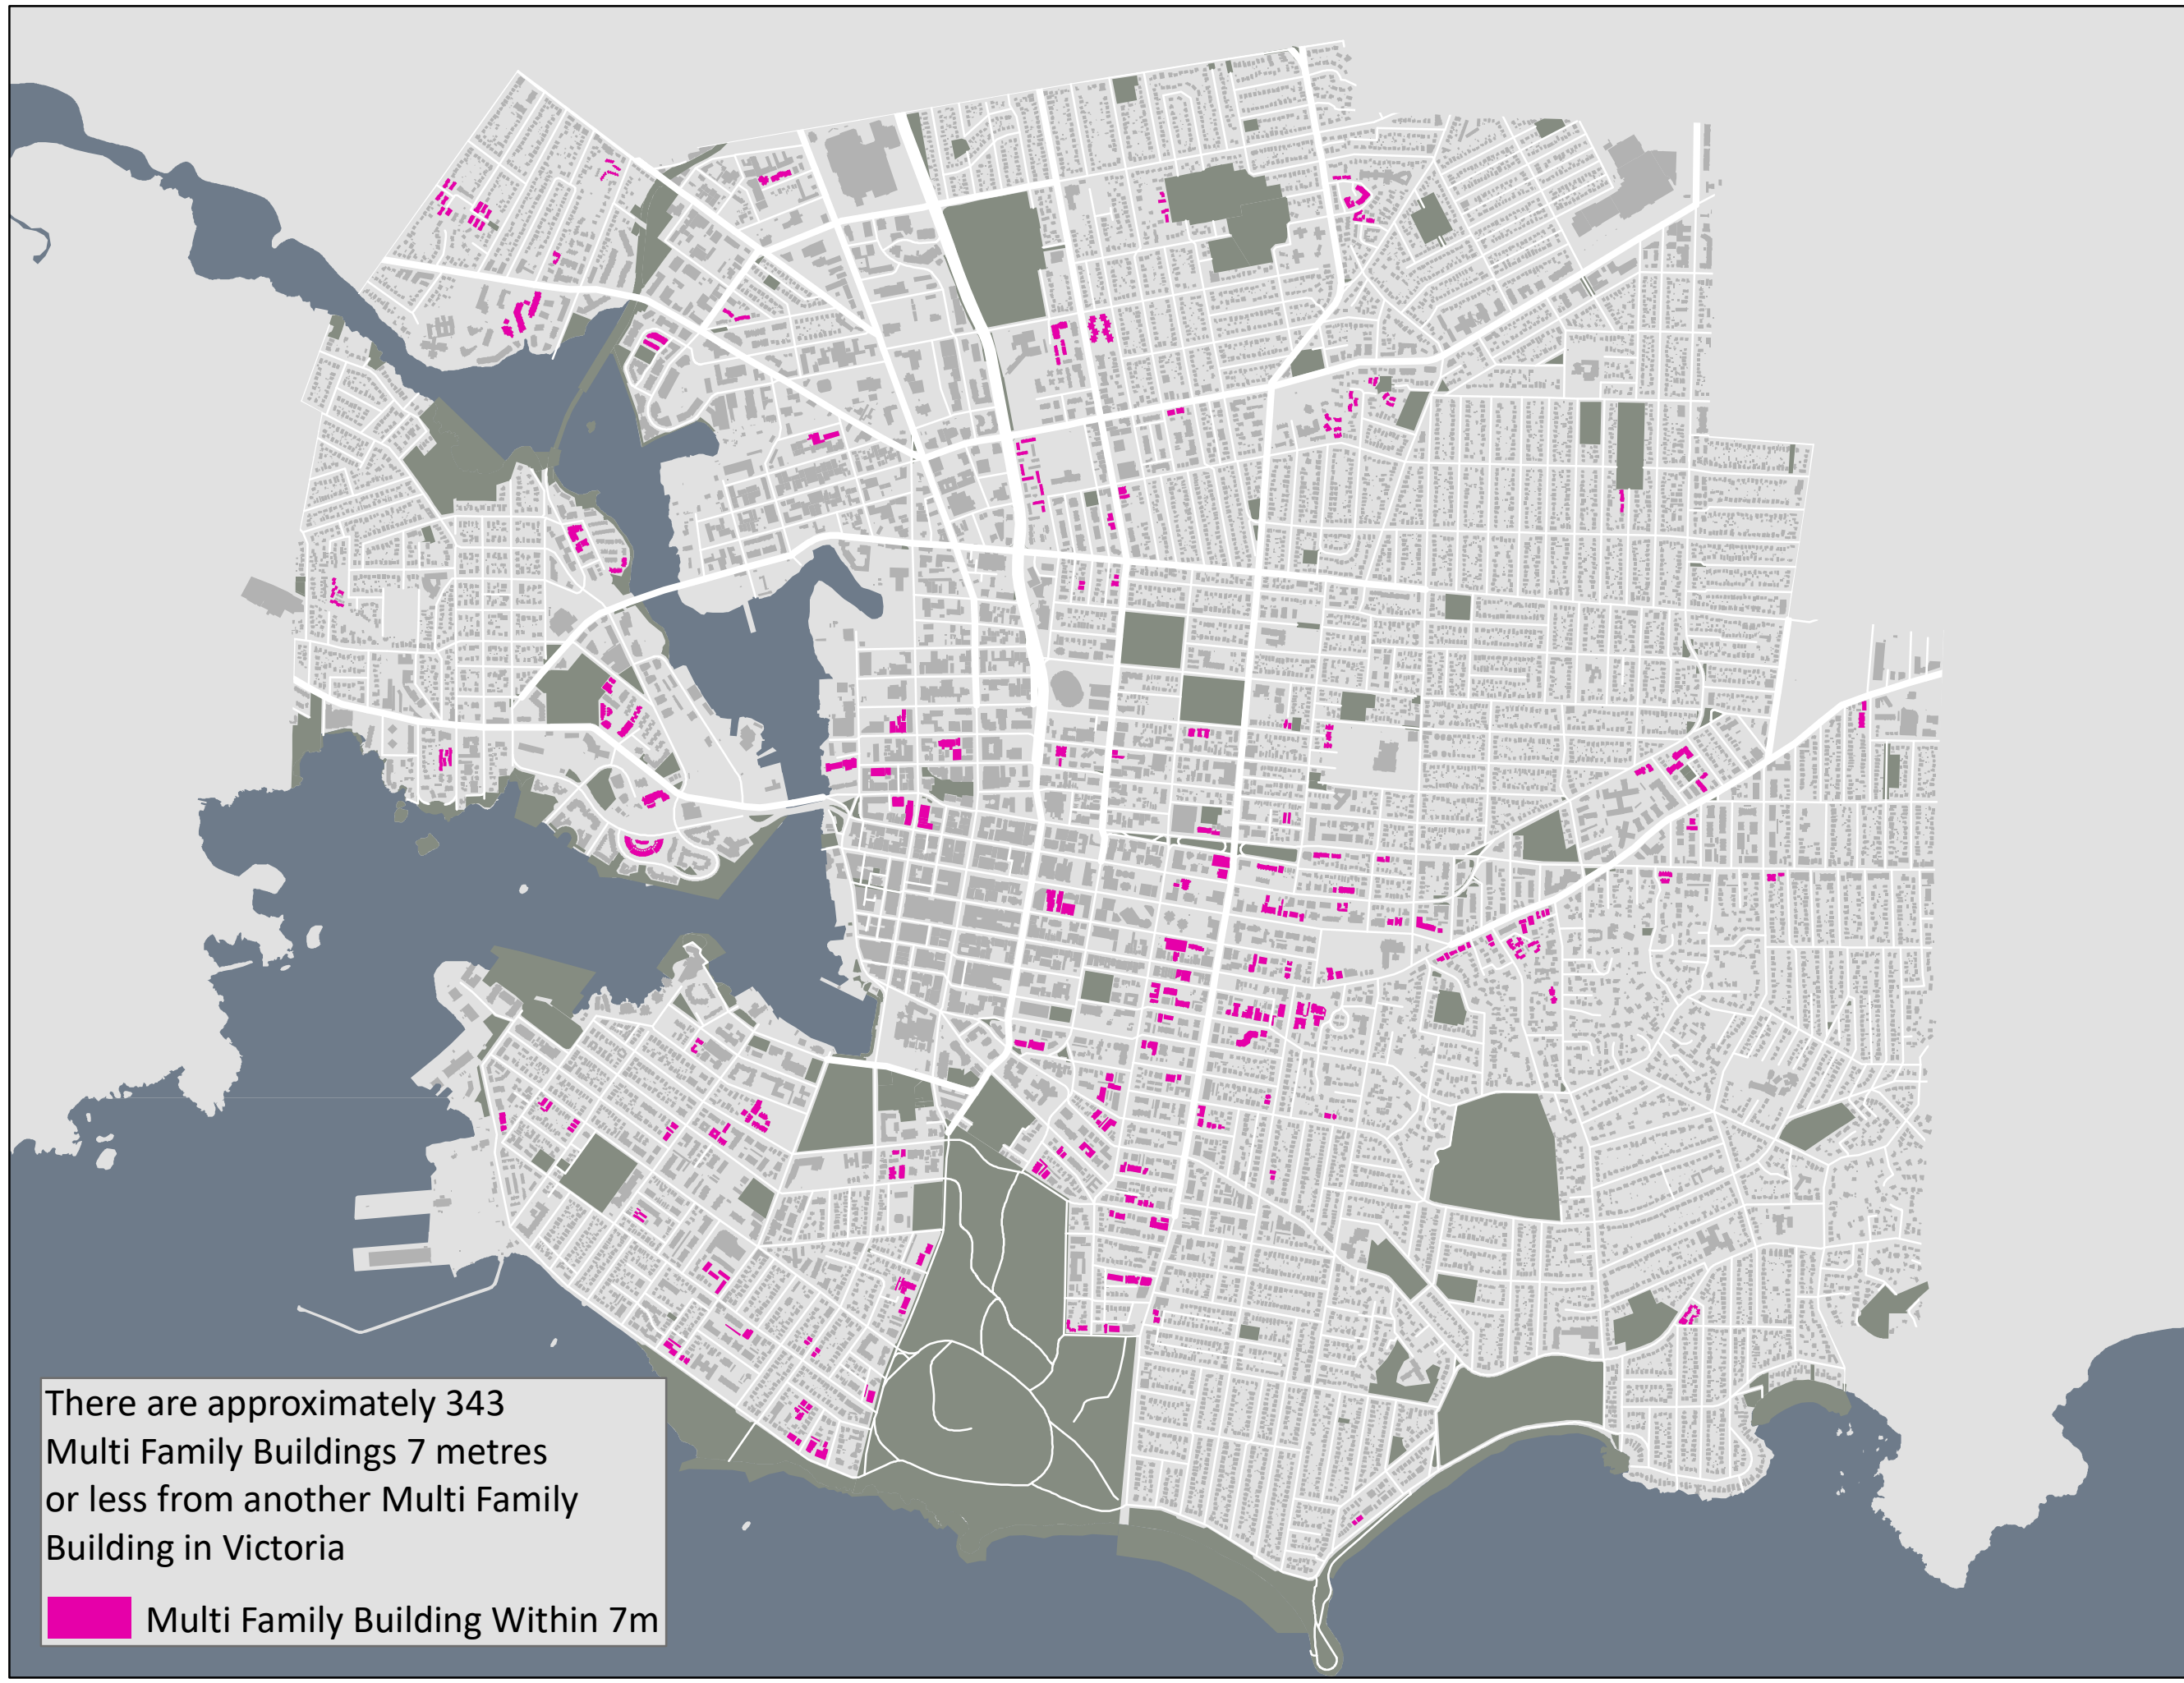 There are approximately 343
Multi Family Buildings 7 metres
or less from another Multi Family
Building in Victoria
Multi Family Building Within 7m